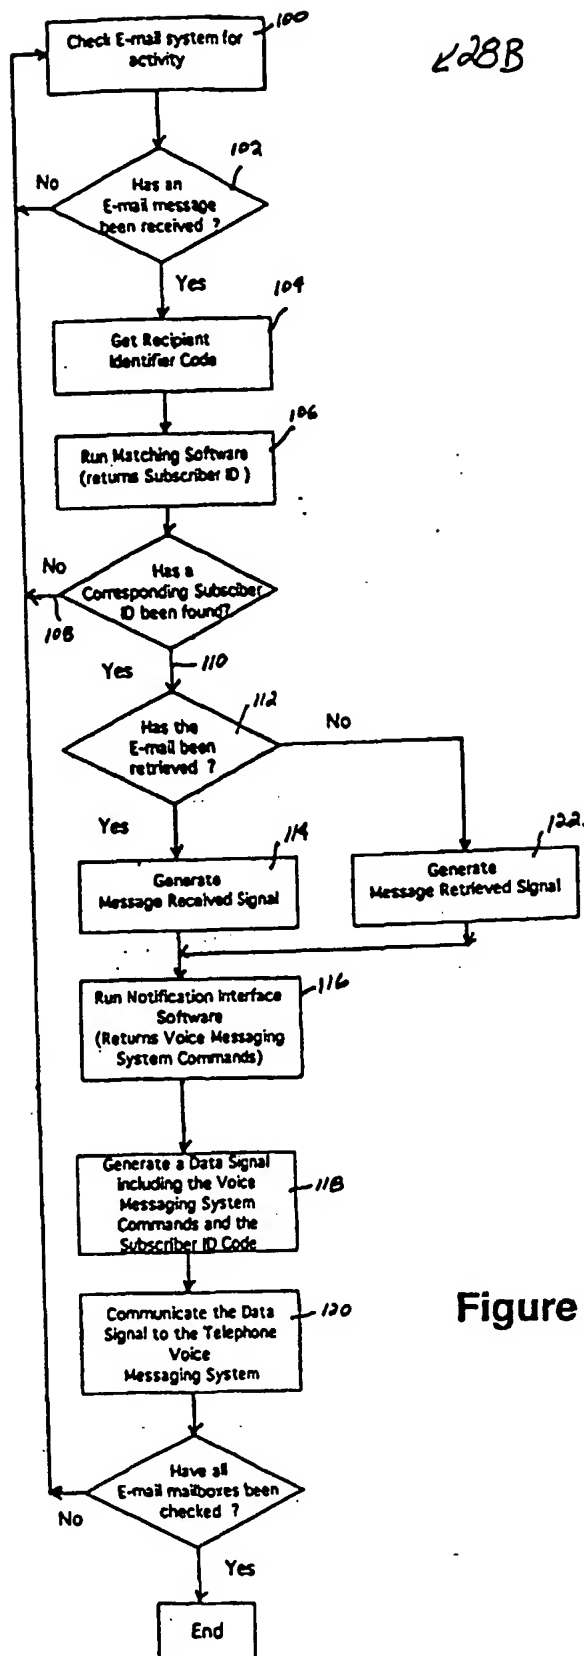 100
Check E-mail system for
activity
28B
102
No
Has an
E-mail message
been received ?
Yes
104
Get Recipient
Identifier Code
106
Run Matching Software
(returns Subscriber ID )
No
Has a
Corresponding Subsciber
ID been found?
108
Yes
110
112
Has the
E-mail been
retrieved ?
No
Yes
114
Generate
Message Received Signal
122
Generate
Message Retrieved Signal
116
Run Notification Interface
Software
(Returns Voice Messaging
System Commands)
Generate a Data Signal
including the Voice
Messaging System
Commands and the
Subscriber ID Code
118
Communicate the Data
Signal to the Telephone
Voice
Messaging System
120
Figure
Have all
E-mail mailboxes been
checked ?
No
Yes
End